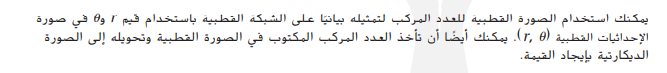 يمكنك استخدام الصورة القطبية للعدد المركب لتمثيله بيانيًا على الشبكة القطبية باستخدام قيم r وθ في صورة
الإحداثيات القطبية (r, θ). يمكنك أيضًا أن تأخذ العدد المركب المكتوب في الصورة القطبية وتحويله إلى الصورة
الديكارتية بإيجاد القيمة.